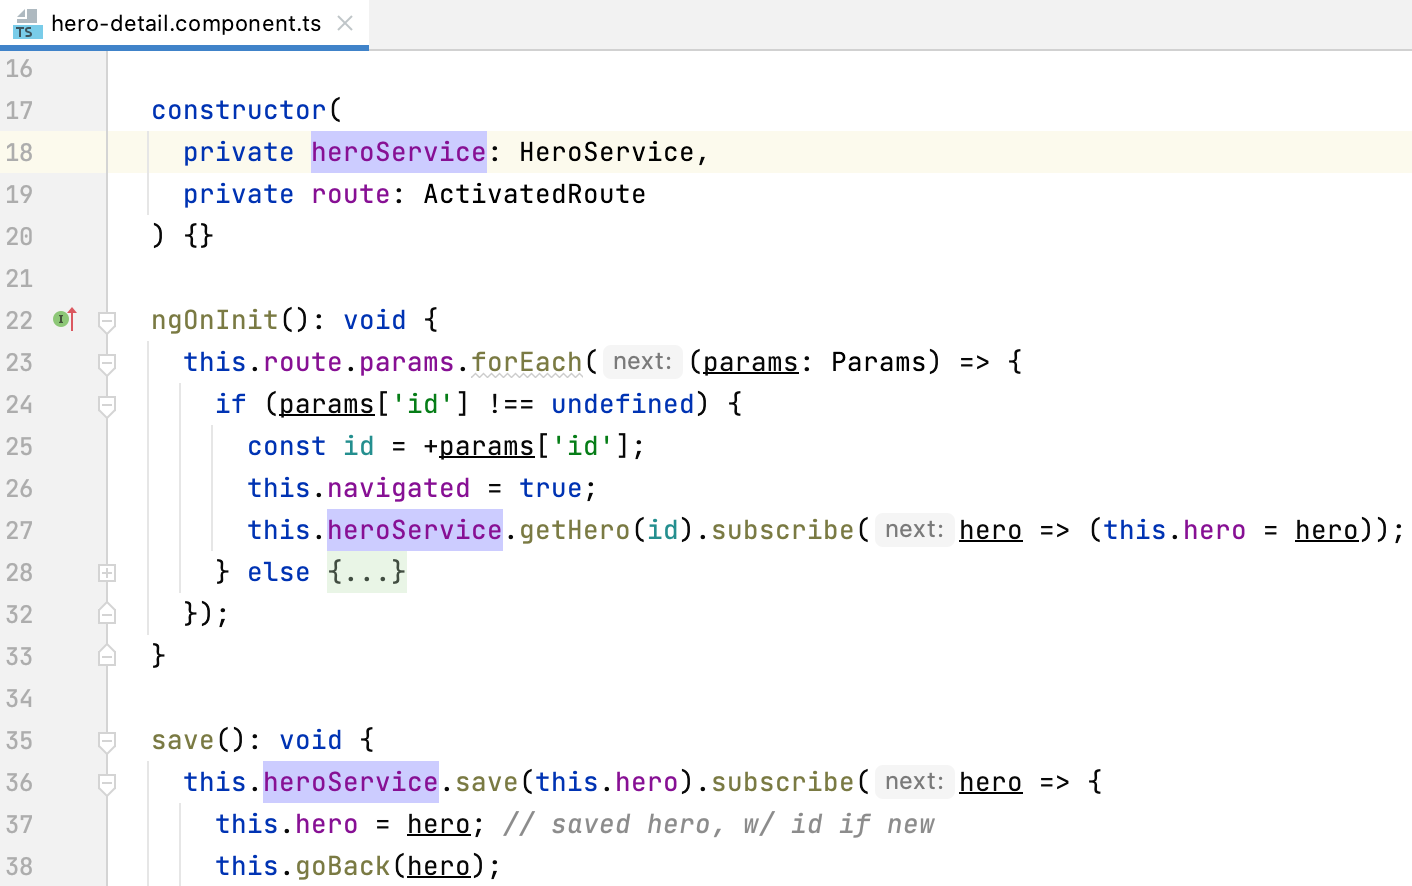 TS hero-detail.component.ts
16
17 constructor(
18 private heroService: HeroService,
19 private route: ActivatedRoute
20 ) {}
21
22 I ngOnInit(): void {
23 this.route.params.forEach( next: (params: Params) => {
24 if (params['id'] !== undefined) {
25 const id = +params['id'];
26 this.navigated = true;
27 this.heroService.getHero(id).subscribe( next: hero => (this.hero = hero));
28 } else {...}
32 });
33 }
34
35 save(): void {
36 this.heroService.save(this.hero).subscribe( next: hero => {
37 this.hero = hero; // saved hero, w/ id if new
38 this.goBack(hero);